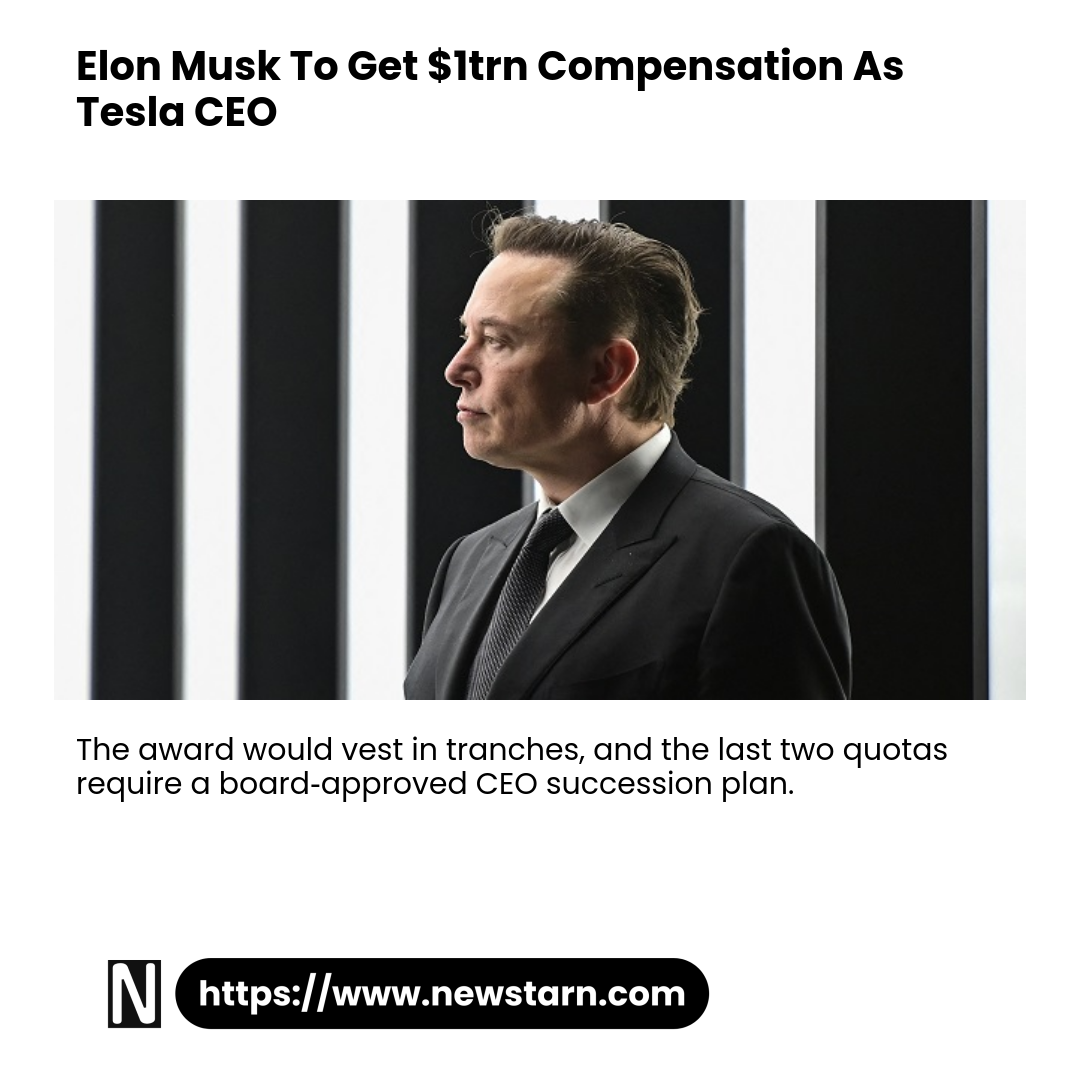 Elon Musk To Get $1trn Compensation As
Tesla CEO
The award would vest in tranches, and the last two quotas
require a board-approved CEO succession plan.
N https://www.newstarn.com